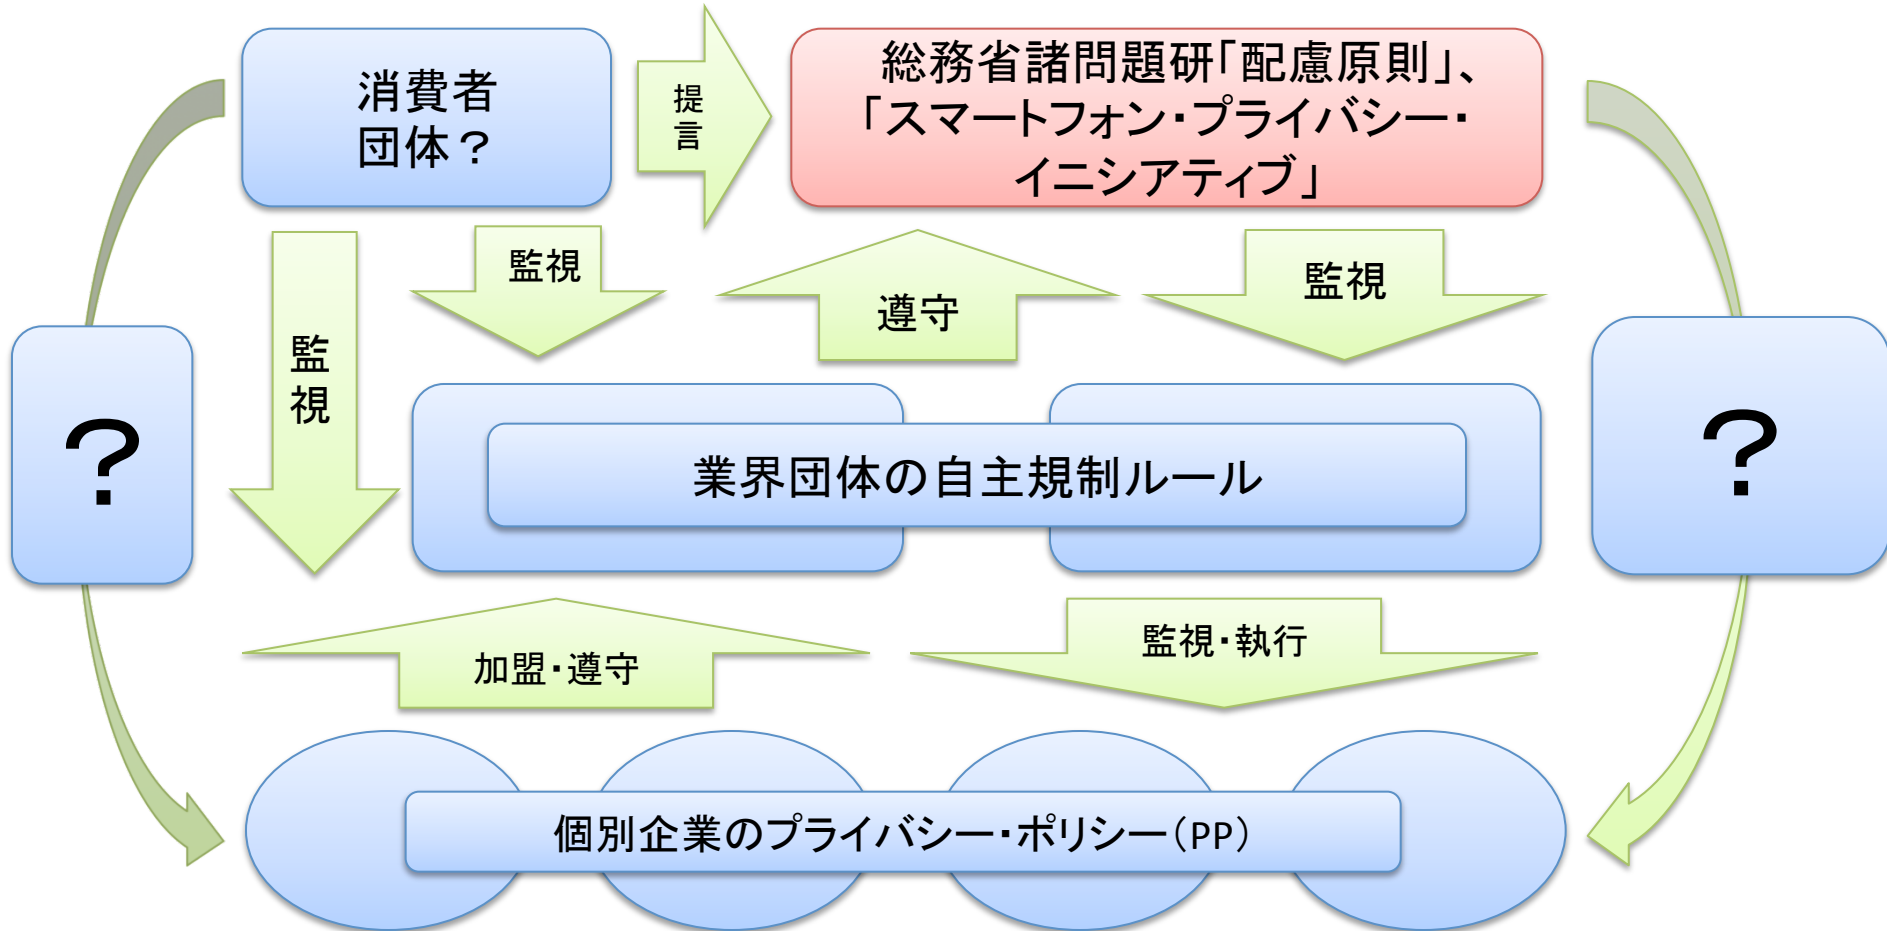 消費者
団体？
提
言
総務省諸問題研「配慮原則」、
「スマートフォン・プライバシー・
イニシアティブ」
監視
遵守
監視
監
視
？
？
業界団体の自主規制ルール
加盟・遵守
監視・執行
個別企業のプライバシー・ポリシー（PP）